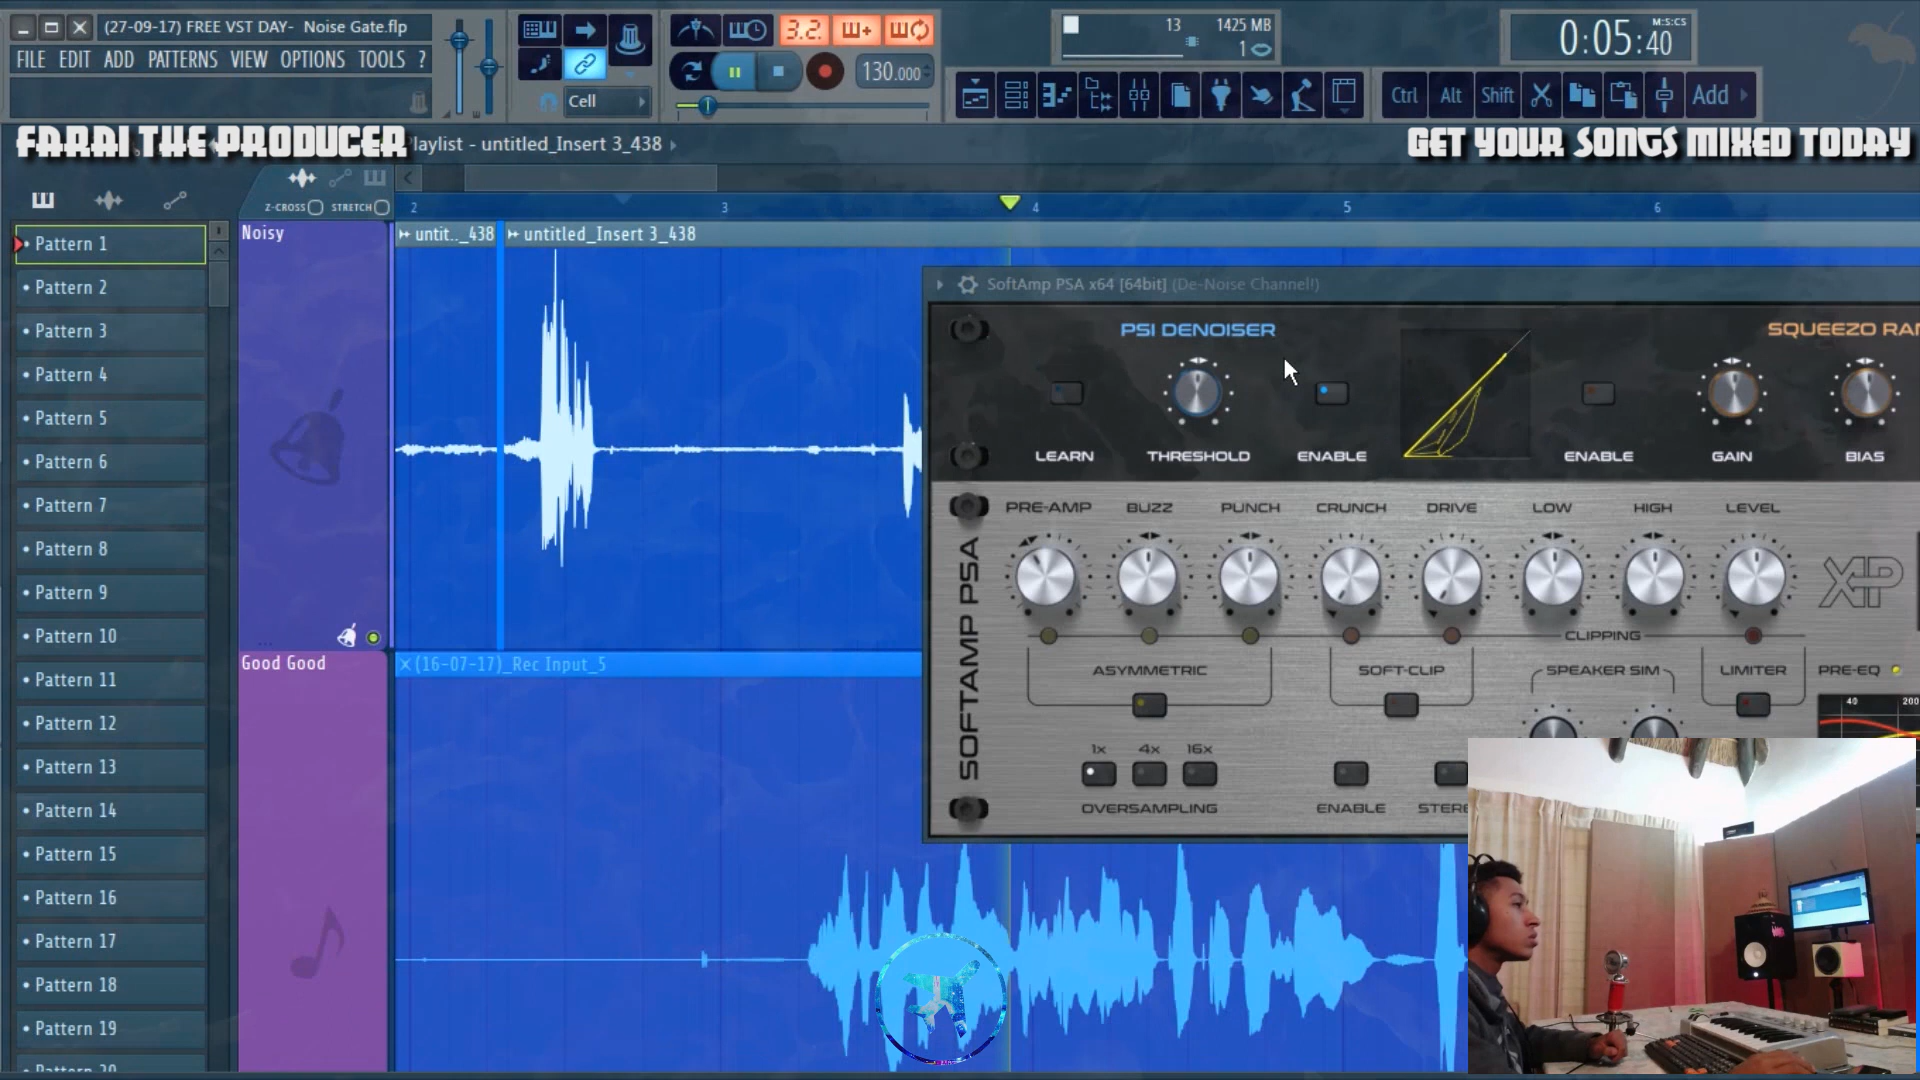 (27-09-17) FREE VST DAY- Noise Gate.flp
FILE EDIT ADD PATTERNS VIEW OPTIONS TOOLS ?
Cell
3.2.
130.000
13
1425 MB
1
0:05:40
M:S:CS
Ctrl Alt Shift
Add
FARAI THE PRODUCER
Playlist - untitled_Insert 3_438
GET YOUR SONGS MIXED TODAY
Z-CROSS STRETCH
2 3 4 5 6
Pattern 1
Pattern 2
Pattern 3
Pattern 4
Pattern 5
Pattern 6
Pattern 7
Pattern 8
Pattern 9
Pattern 10
Pattern 11
Pattern 12
Pattern 13
Pattern 14
Pattern 15
Pattern 16
Pattern 17
Pattern 18
Pattern 19
Pattern 20
Noisy
untit.._438
untitled_Insert 3_438
Good Good
(16-07-17)_Rec Input_5
SoftAmp PSA x64 [64bit] (De-Noise Channel!)
PSI DENOISER
SQUEEZO RAN
LEARN THRESHOLD ENABLE ENABLE GAIN BIAS
PRE-AMP BUZZ PUNCH CRUNCH DRIVE LOW HIGH LEVEL
SOFTAMP PSA
XP
CLIPPING
ASYMMETRIC SOFT-CLIP SPEAKER SIM LIMITER PRE-EQ
40 200
1x 4x 16x
OVERSAMPLING ENABLE STERE